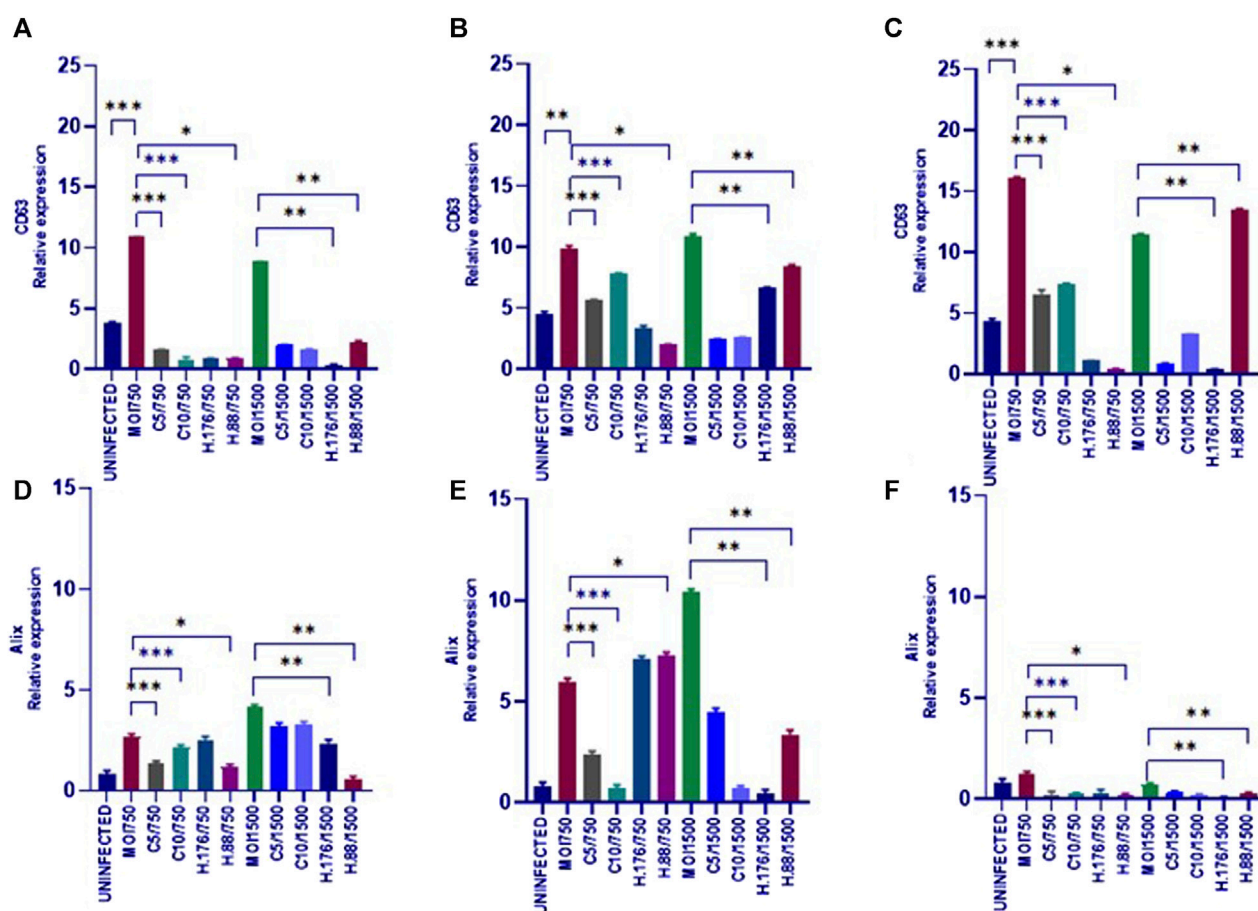 A
B
C
25
20
15
10
5
0
CD63
Relative expression
***
*
***
***
**
**
UNINFECTED
MOI750
C5/750
C10/750
H.176/750
H.88/750
MOI1500
C5/1500
C10/1500
H.176/1500
H.88/1500
25
20
15
10
5
0
CD63
Relative expression
**
*
***
***
**
**
UNINFECTED
MOI750
C5/750
C10/750
H.176/750
H.88/750
MOI1500
C5/1500
C10/1500
H.176/1500
H.88/1500
25
20
15
10
5
0
CD63
Relative expression
***
*
***
***
**
**
UNINFECTED
MOI750
C5/750
C10/750
H.176/750
H.88/750
MOI1500
C5/1500
C10/1500
H.176/1500
H.88/1500
D
E
F
15
10
5
0
Alix
Relative expression
*
***
***
**
**
UNINFECTED
MOI750
C5/750
C10/750
H.176/750
H.88/750
MOI1500
C5/1500
C10/1500
H.176/1500
H.88/1500
15
10
5
0
Alix
Relative expression
*
***
***
**
**
UNINFECTED
MOI750
C5/750
C10/750
H.176/750
H.88/750
MOI1500
C5/1500
C10/1500
H.176/1500
H.88/1500
15
10
5
0
Alix
Relative expression
*
***
***
**
**
UNINFECTED
MOI750
C5/750
C10/750
H.176/750
H.88/750
MOI1500
C5/1500
C10/1500
H.176/1500
H.88/1500